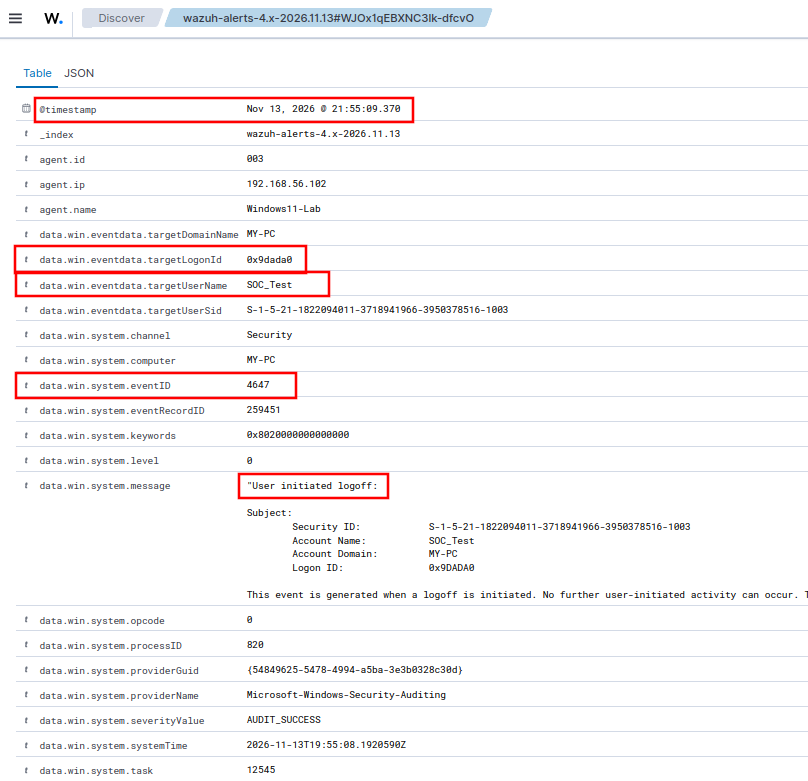 W. Discover wazuh-alerts-4.x-2026.11.13#WJOx1qEBXNC3lk-dfcvO
Table JSON
@timestamp Nov 13, 2026 @ 21:55:09.370
t _index wazuh-alerts-4.x-2026.11.13
t agent.id 003
t agent.ip 192.168.56.102
t agent.name Windows11-Lab
t data.win.eventdata.targetDomainName MY-PC
t data.win.eventdata.targetLogonId 0x9dada0
t data.win.eventdata.targetUserName SOC_Test
t data.win.eventdata.targetUserSid S-1-5-21-1822094011-3718941966-3950378516-1003
t data.win.system.channel Security
t data.win.system.computer MY-PC
t data.win.system.eventID 4647
t data.win.system.eventRecordID 259451
t data.win.system.keywords 0x8020000000000000
t data.win.system.level 0
t data.win.system.message "User initiated logoff:
Subject:
Security ID: S-1-5-21-1822094011-3718941966-3950378516-1003
Account Name: SOC_Test
Account Domain: MY-PC
Logon ID: 0x9DADA0
This event is generated when a logoff is initiated. No further user-initiated activity can occur. T
t data.win.system.opcode 0
t data.win.system.processID 820
t data.win.system.providerGuid {54849625-5478-4994-a5ba-3e3b0328c30d}
t data.win.system.providerName Microsoft-Windows-Security-Auditing
t data.win.system.severityValue AUDIT_SUCCESS
t data.win.system.systemTime 2026-11-13T19:55:08.1920590Z
t data.win.system.task 12545